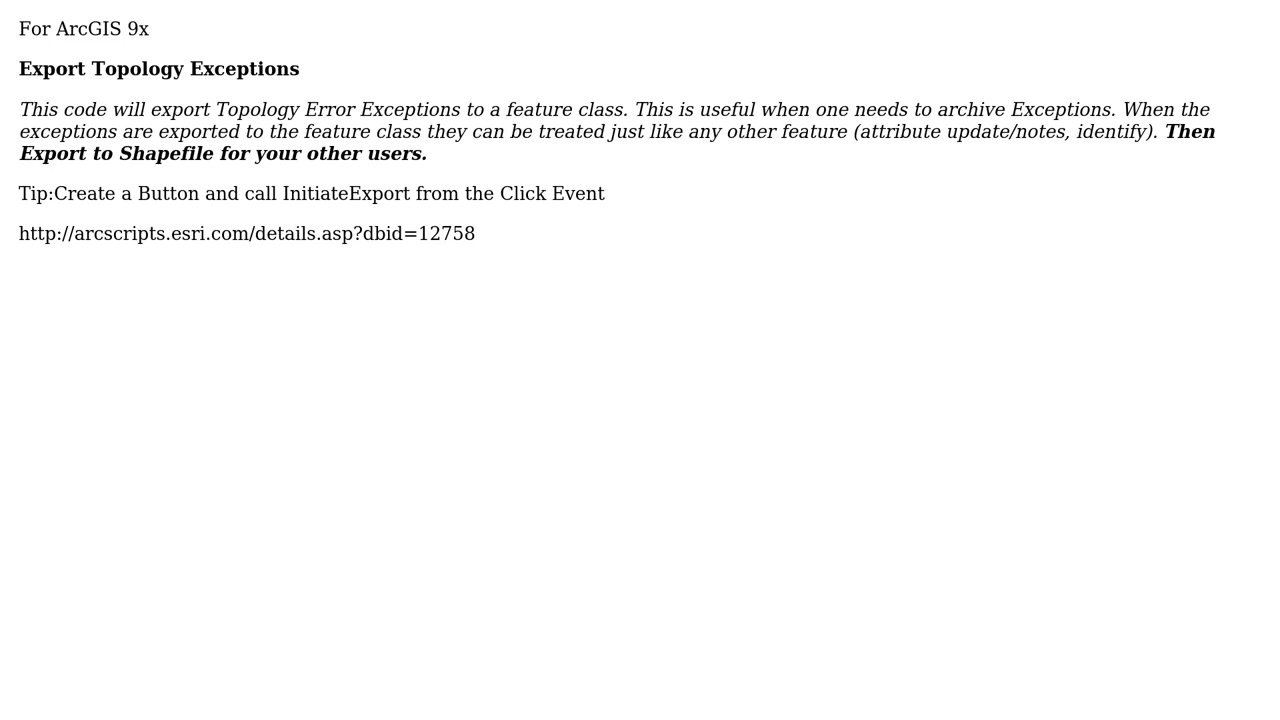 For ArcGIS 9x
Export Topology Exceptions
This code will export Topology Error Exceptions to a feature class. This is useful when one needs to archive Exceptions. When the
exceptions are exported to the feature class they can be treated just like any other feature (attribute update/notes, identify). Then
Export to Shapefile for your other users.
Tip:Create a Button and call InitiateExport from the Click Event
http://arcscripts.esri.com/details.asp?dbid=12758